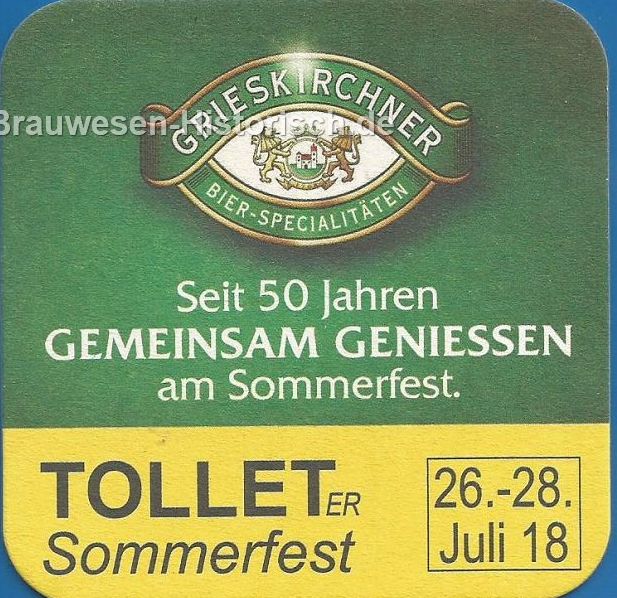 GRIESKIRCHNER
Brauwesen-Historisch.de
BIER-SPECIALITÄTEN
Seit 50 Jahren
GEMEINSAM GENIESSEN
am Sommerfest.
TOLLETER
Sommerfest
26.-28.
Juli 18